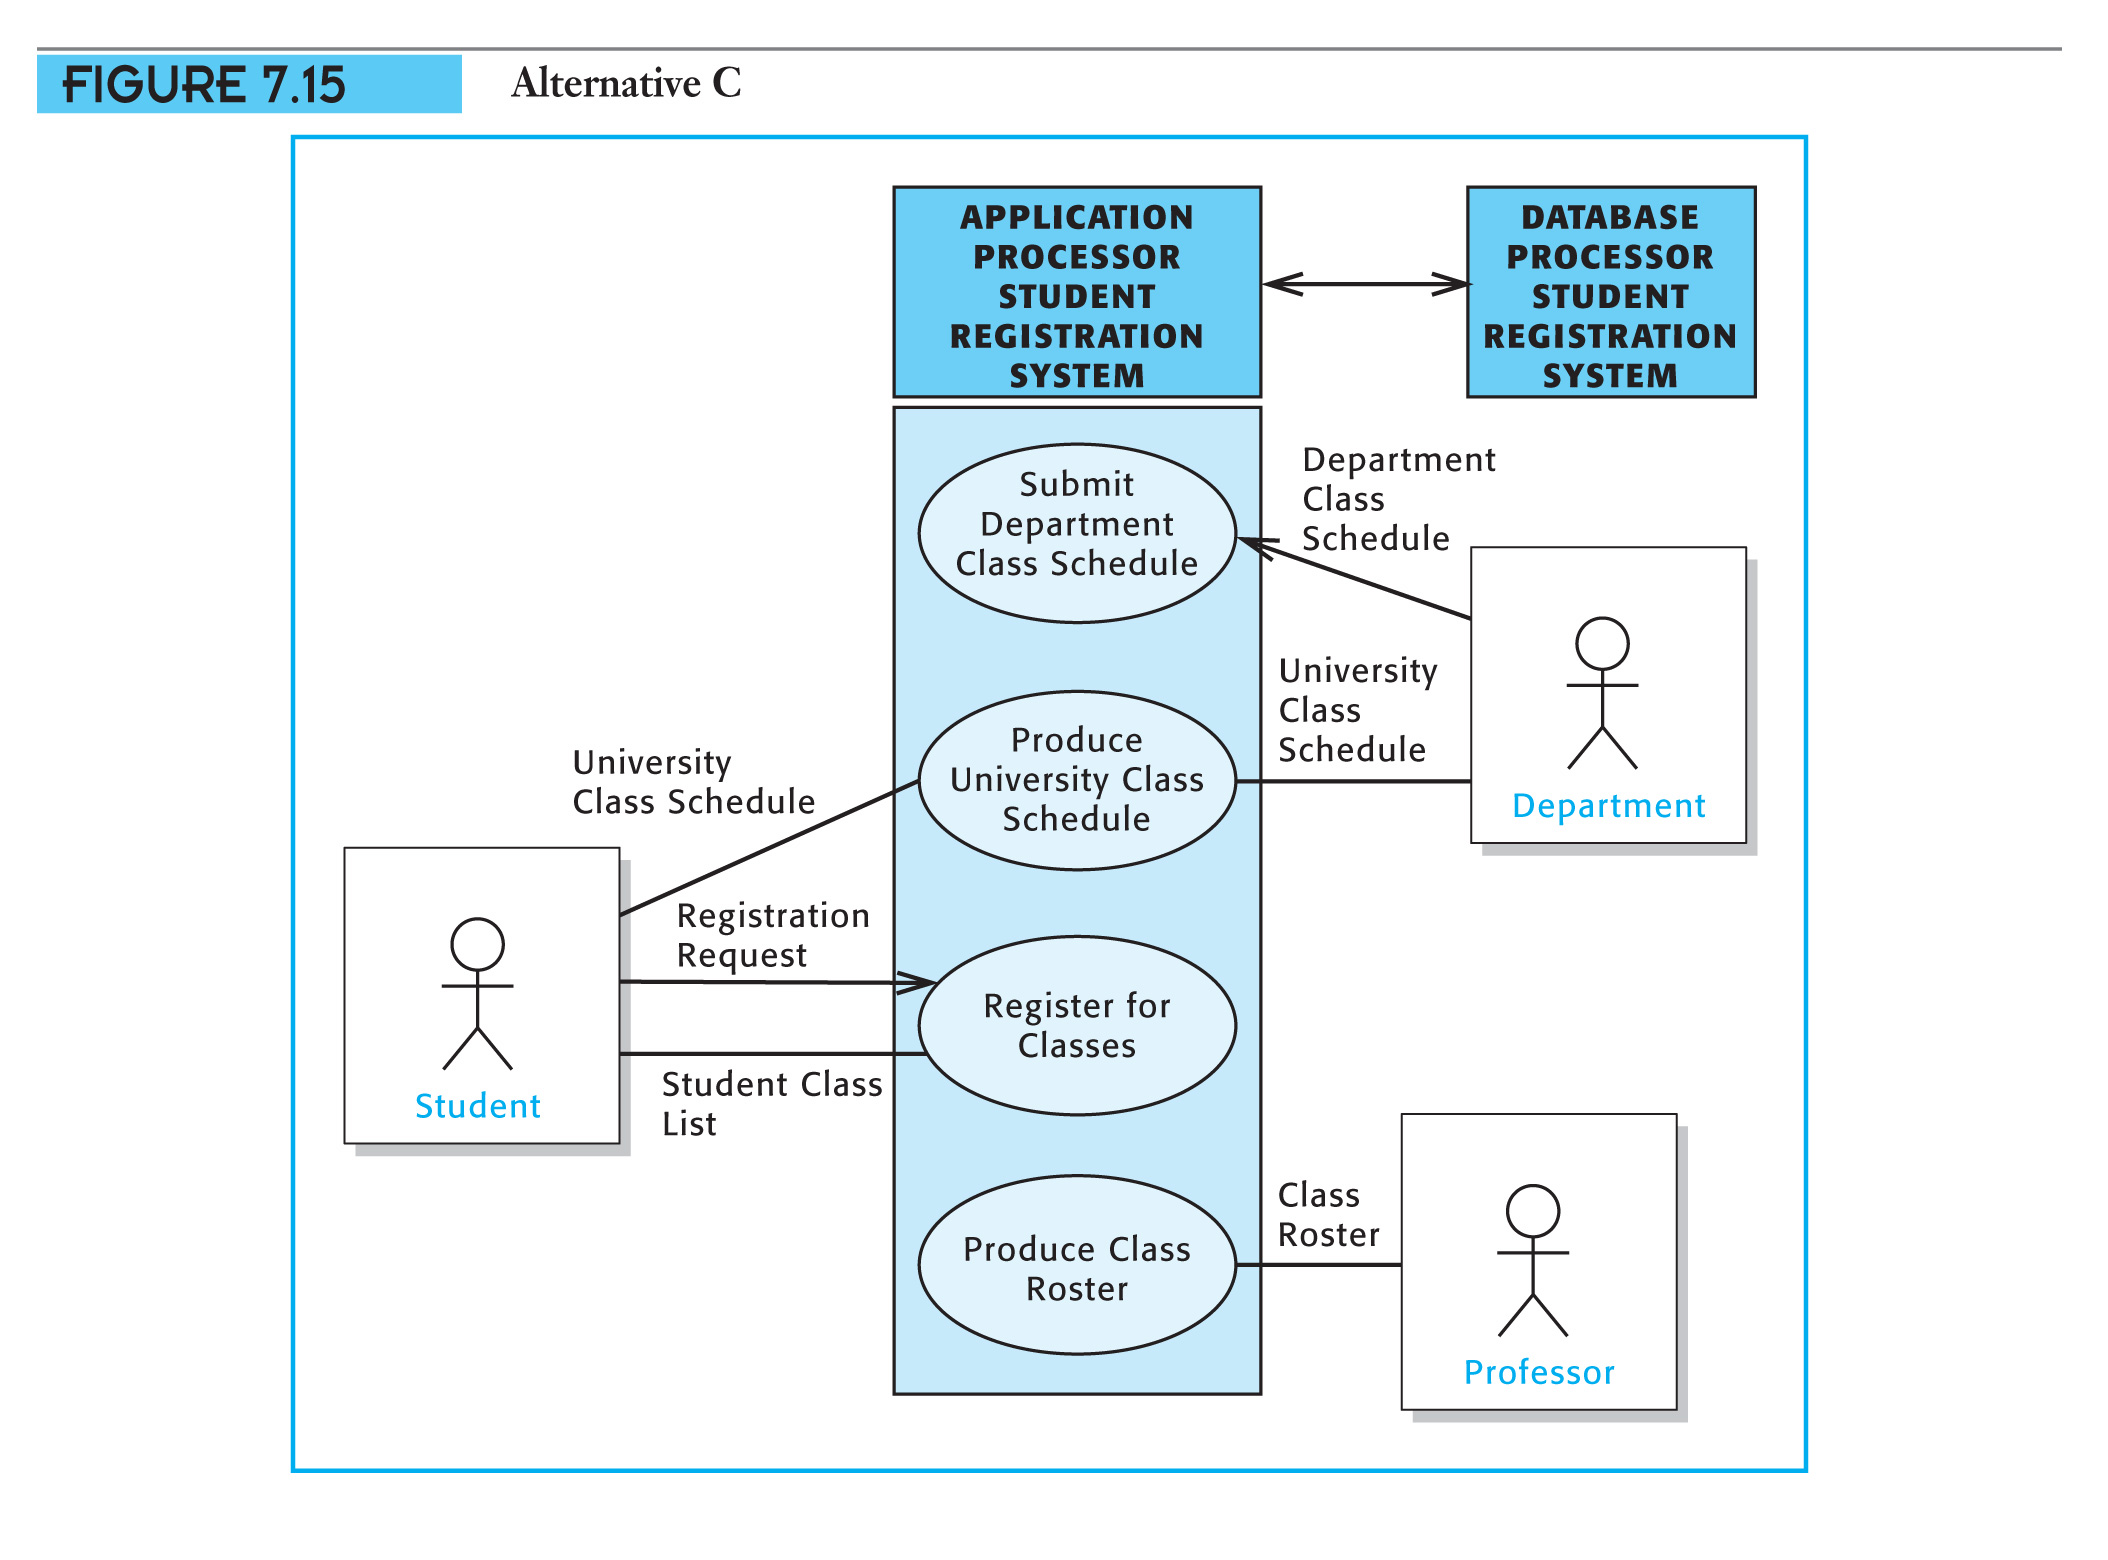 FIGURE 7.15
Alternative C
APPLICATION
PROCESSOR
STUDENT
REGISTRATION
SYSTEM
DATABASE
PROCESSOR
STUDENT
REGISTRATION
SYSTEM
Submit
Department
Class Schedule
Department
Class
Schedule
University
Class
Schedule
Department
Produce
University Class
Schedule
University
Class Schedule
Registration
Request
Student
Student Class
List
Register for
Classes
Produce Class
Roster
Class
Roster
Professor